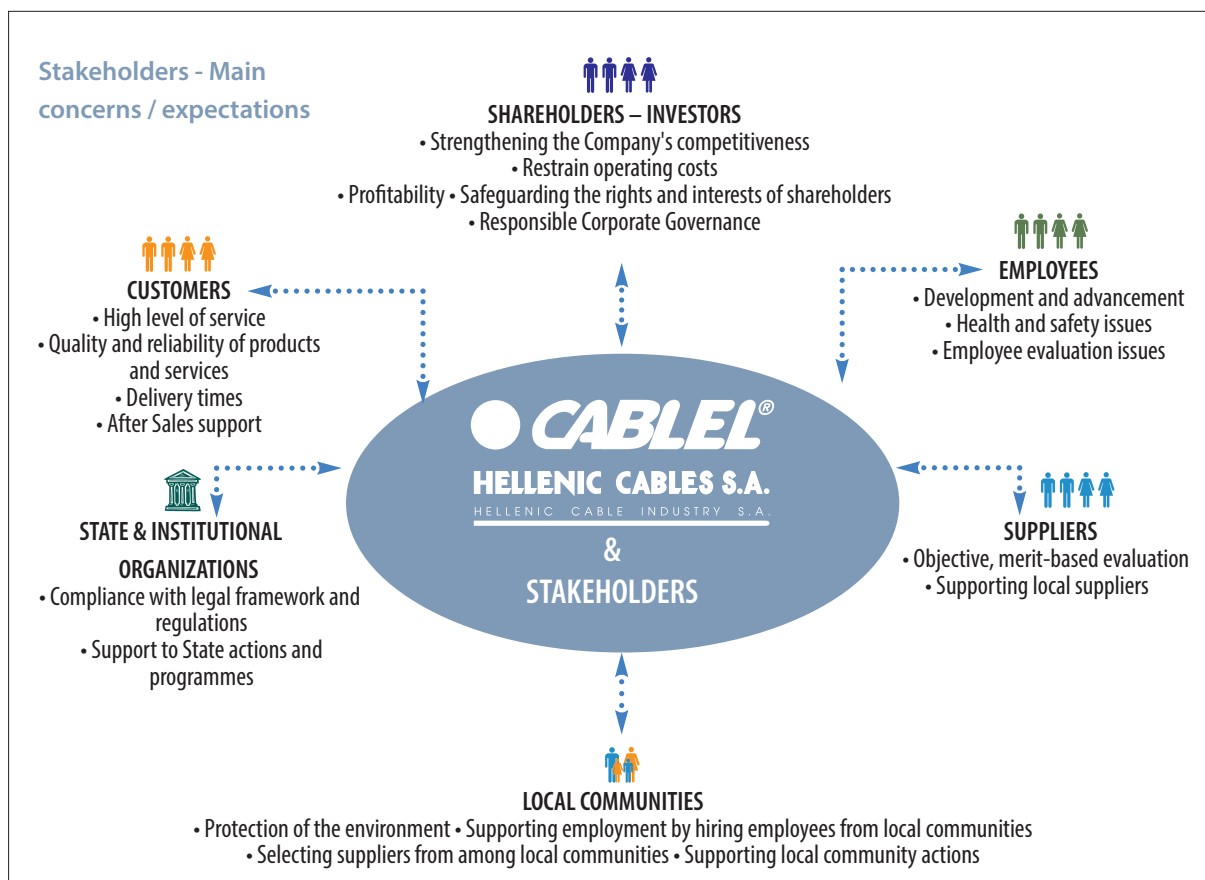 Stakeholders - Main
concerns / expectations
SHAREHOLDERS – INVESTORS
• Strengthening the Company's competitiveness
• Restrain operating costs
• Profitability • Safeguarding the rights and interests of shareholders
• Responsible Corporate Governance
CUSTOMERS
• High level of service
• Quality and reliability of products
and services
• Delivery times
• After Sales support
EMPLOYEES
• Development and advancement
• Health and safety issues
• Employee evaluation issues
CABLEL®
HELLENIC CABLES S.A.
HELLENIC CABLE INDUSTRY S.A.
&
STAKEHOLDERS
STATE & INSTITUTIONAL
ORGANIZATIONS
• Compliance with legal framework and
regulations
• Support to State actions and
programmes
SUPPLIERS
• Objective, merit-based evaluation
• Supporting local suppliers
LOCAL COMMUNITIES
• Protection of the environment • Supporting employment by hiring employees from local communities
• Selecting suppliers from among local communities • Supporting local community actions